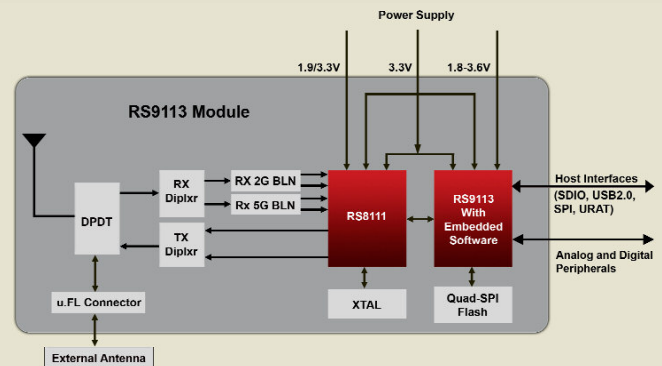 Power Supply
1.9/3.3V
3.3V
1.8-3.6V
RS9113 Module
RX
Diplxr
RX 2G BLN
Rx 5G BLN
DPDT
TX
Diplxr
RS8111
RS9113
With
Embedded
Software
Host Interfaces
(SDIO, USB2.0,
SPI, URAT)
Analog and Digital
Peripherals
u.FL Connector
XTAL
Quad-SPI
Flash
External Antenna